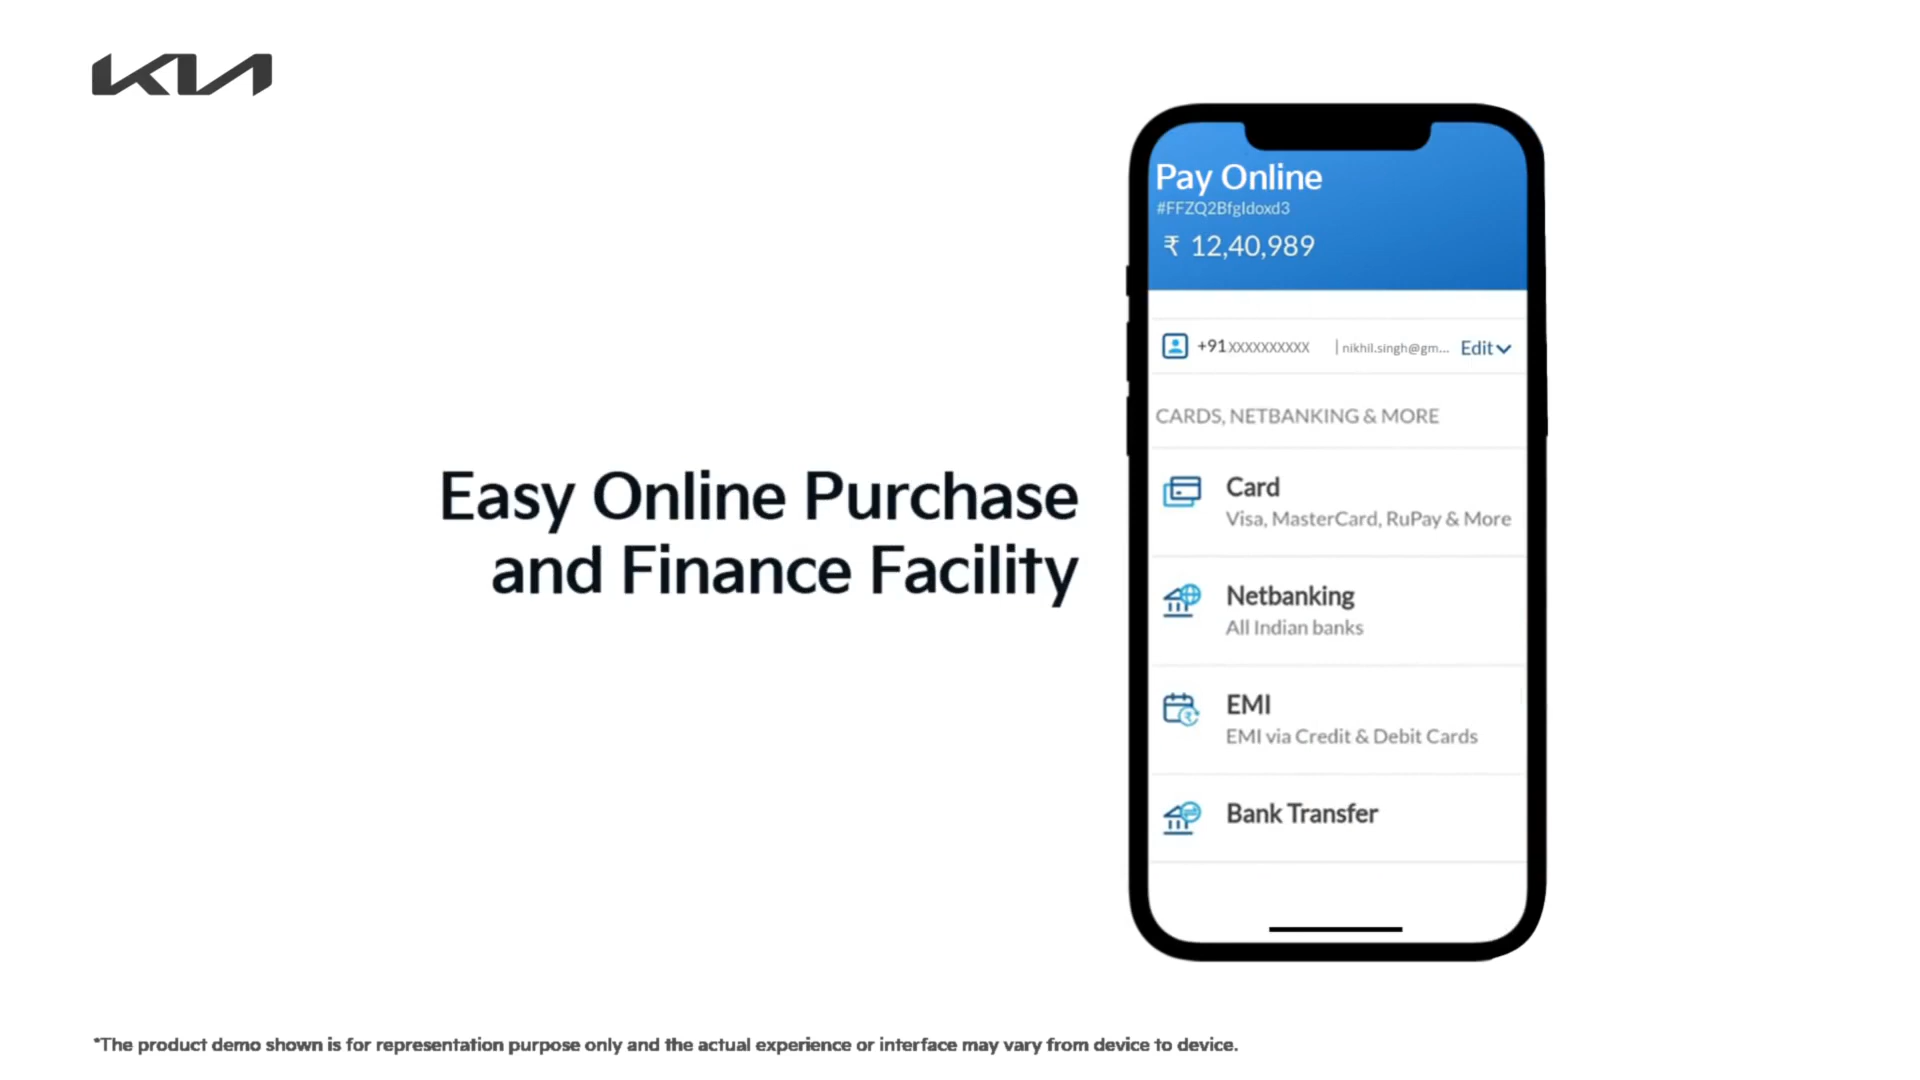 KIA
Easy Online Purchase
and Finance Facility
Pay Online
#FFZQ2BfgIdoxd3
₹ 12,40,989
+91XXXXXXXXXX | nikhil.singh@gm... Edit
CARDS, NETBANKING & MORE
Card
Visa, MasterCard, RuPay & More
Netbanking
All Indian banks
EMI
EMI via Credit & Debit Cards
Bank Transfer
*The product demo shown is for representation purpose only and the actual experience or interface may vary from device to device.